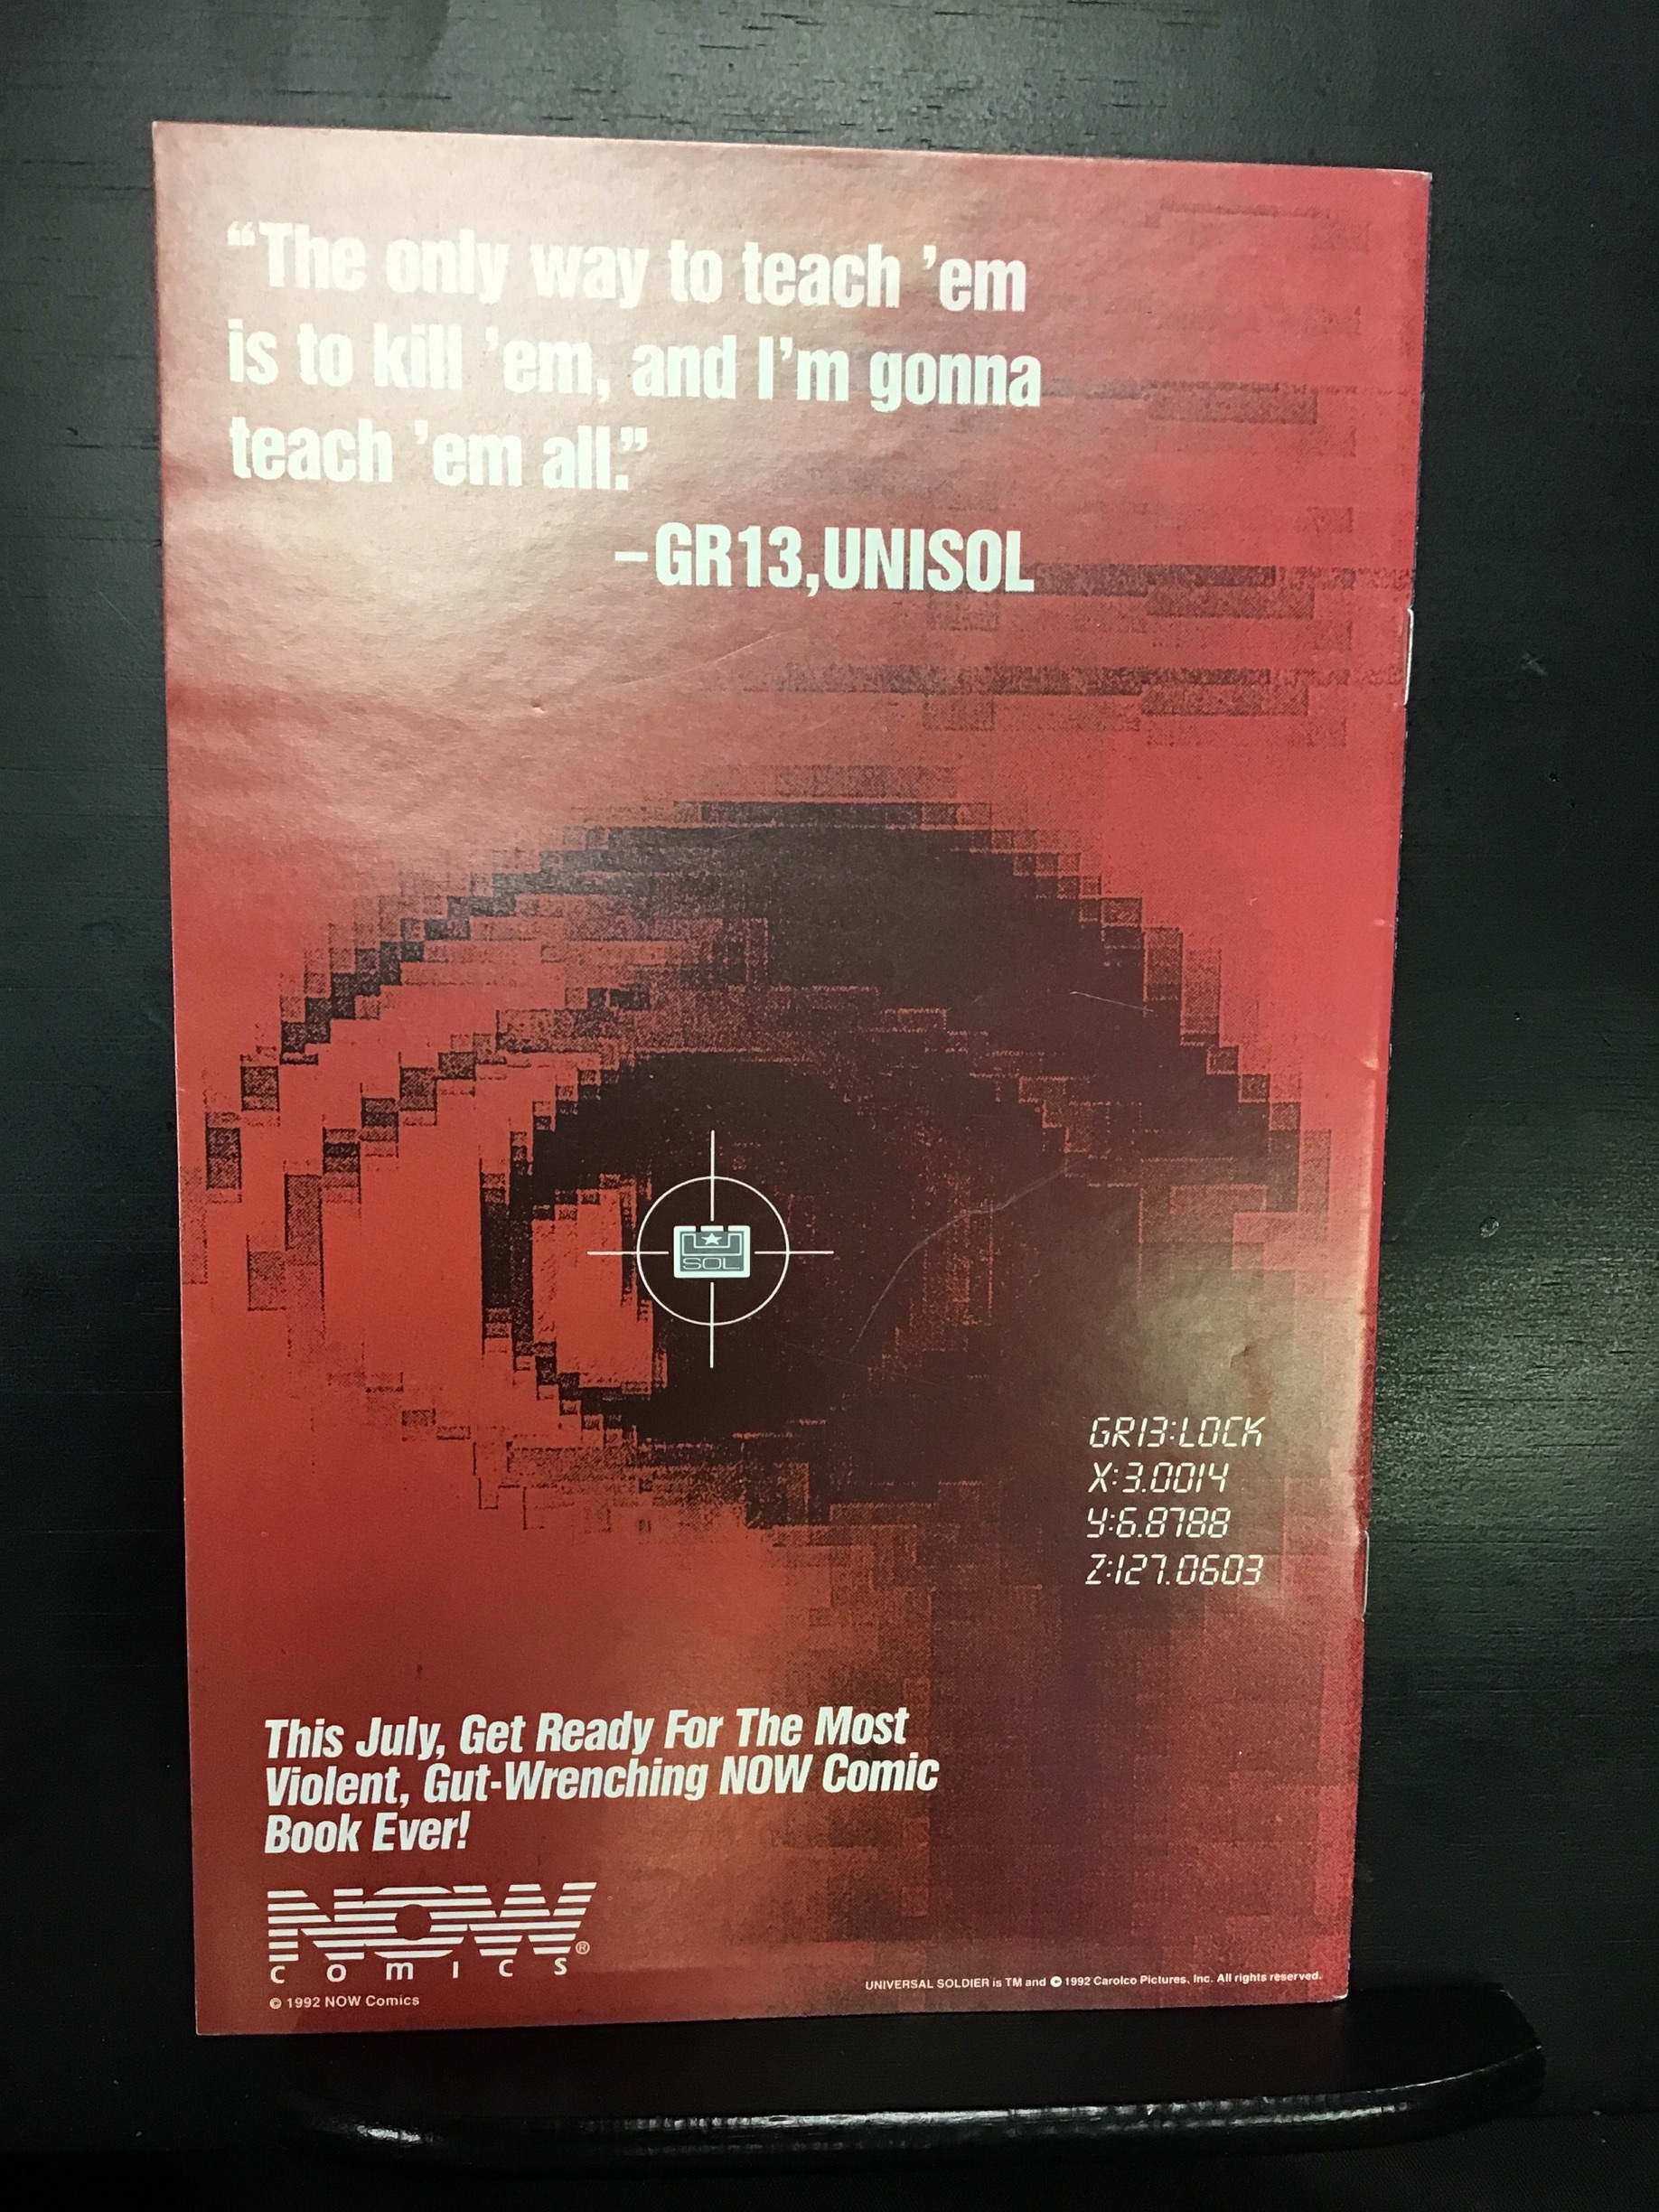 “The only way to teach ’em
is to kill ’em, and I’m gonna
teach ’em all.”
–GR13,UNISOL
SOL
GR13:LOCK
X:3.0014
Y:6.8788
Z:127.0603
This July, Get Ready For The Most
Violent, Gut-Wrenching NOW Comic
Book Ever!
NOW®
COMICS
© 1992 NOW Comics
UNIVERSAL SOLDIER is TM and © 1992 Carolco Pictures, Inc. All rights reserved.